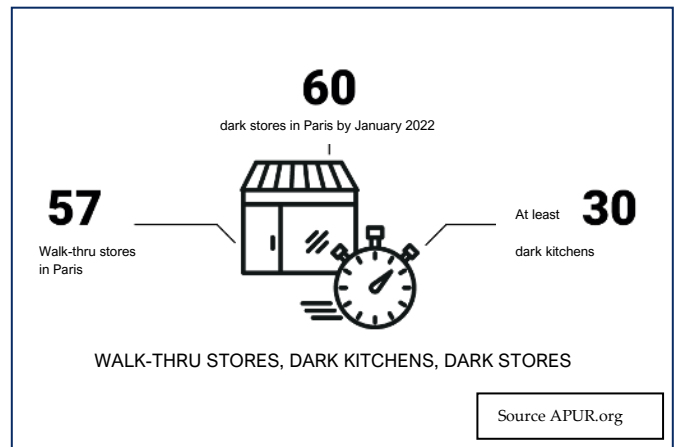 60
dark stores in Paris by January 2022
57
Walk-thru stores
in Paris
At least 30
dark kitchens
WALK-THRU STORES, DARK KITCHENS, DARK STORES
Source APUR.org